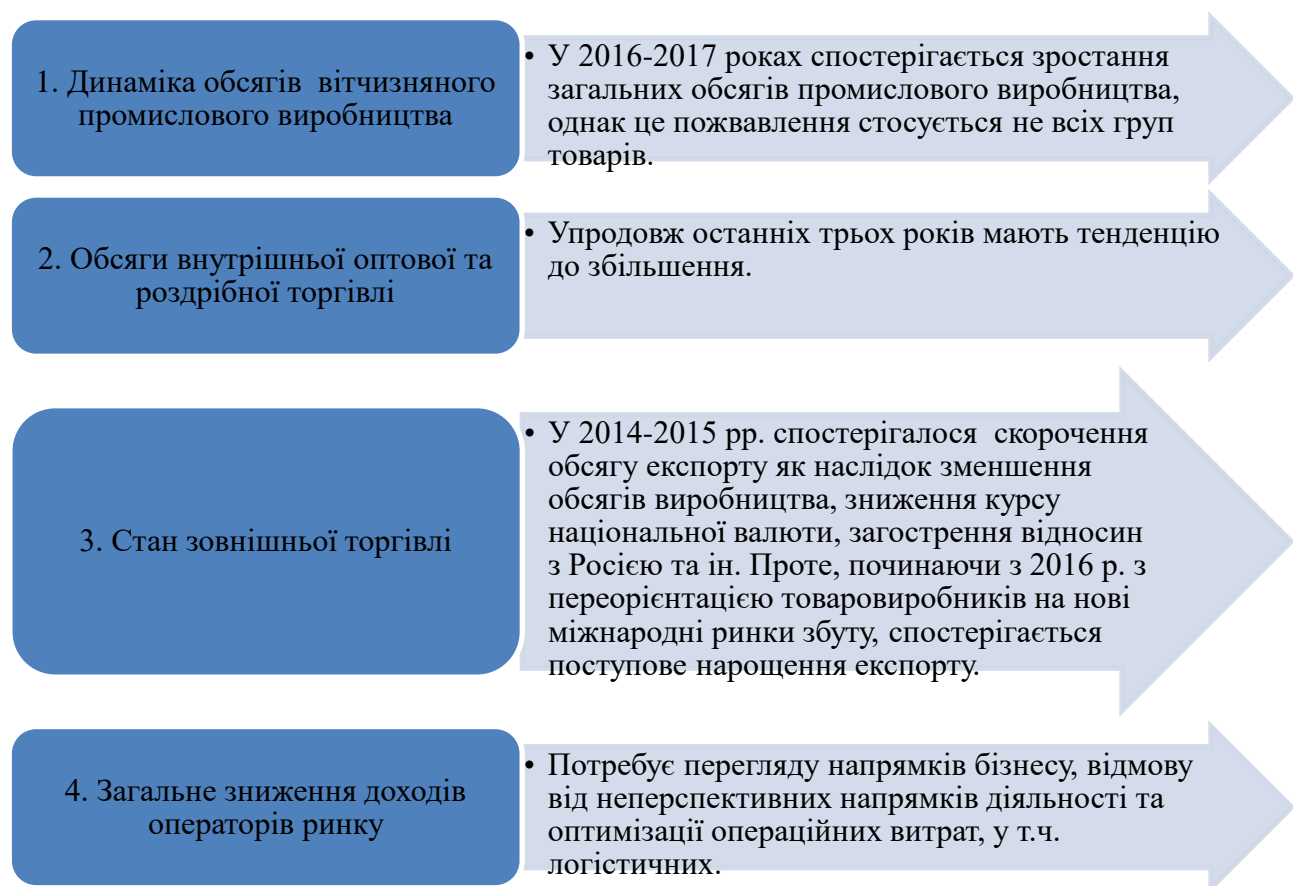 1. Динаміка обсягів вітчизняного
промислового виробництва
• У 2016-2017 роках спостерігається зростання
загальних обсягів промислового виробництва,
однак це пожвавлення стосується не всіх груп
товарів.
2. Обсяги внутрішньої оптової та
роздрібної торгівлі
• Упродовж останніх трьох років мають тенденцію
до збільшення.
3. Стан зовнішньої торгівлі
• У 2014-2015 рр. спостерігалося скорочення
обсягу експорту як наслідок зменшення
обсягів виробництва, зниження курсу
національної валюти, загострення відносин
з Росією та ін. Проте, починаючи з 2016 р. з
переорієнтацією товаровиробників на нові
міжнародні ринки збуту, спостерігається
поступове нарощення експорту.
4. Загальне зниження доходів
операторів ринку
• Потребує перегляду напрямків бізнесу, відмову
від неперспективних напрямків діяльності та
оптимізації операційних витрат, у т.ч.
логістичних.